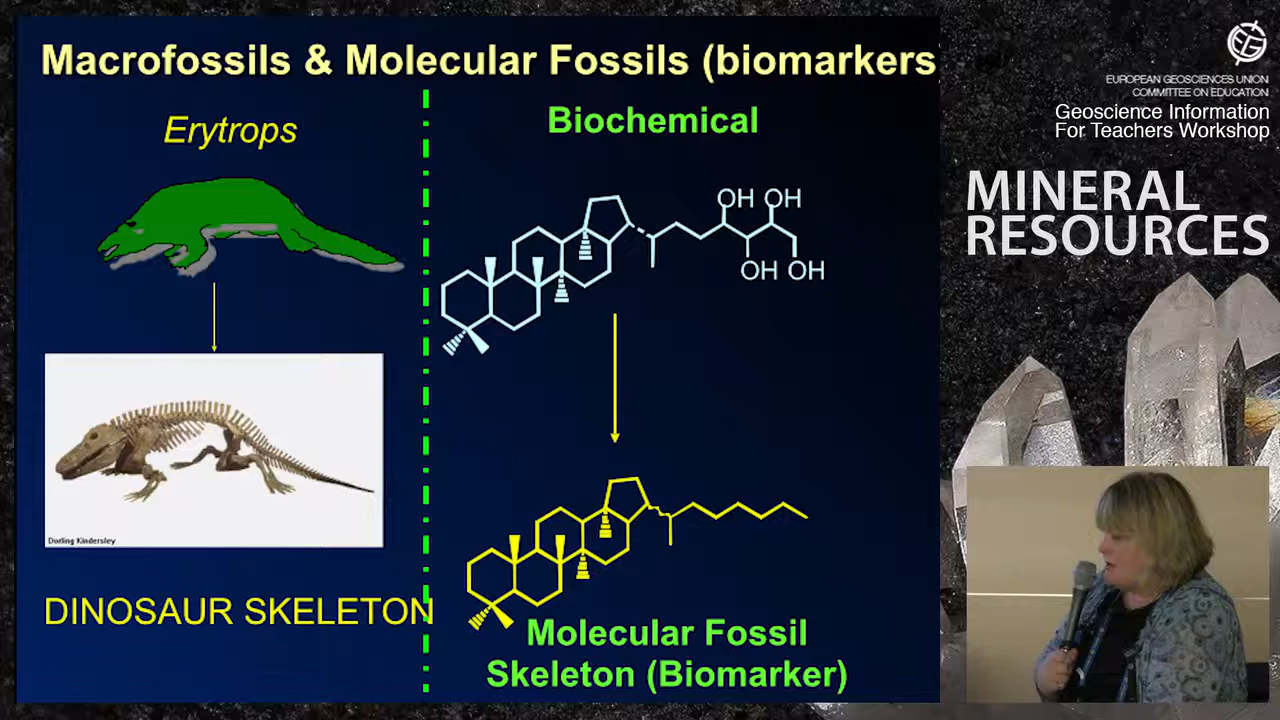 Macrofossils & Molecular Fossils (biomarkers
Erytrops
Biochemical
OH OH
OH OH
Dorling Kindersley
DINOSAUR SKELETON
Molecular Fossil
Skeleton (Biomarker)
EUROPEAN GEOSCIENCES UNION
COMMITTEE ON EDUCATION
Geoscience Information
For Teachers Workshop
MINERAL
RESOURCES